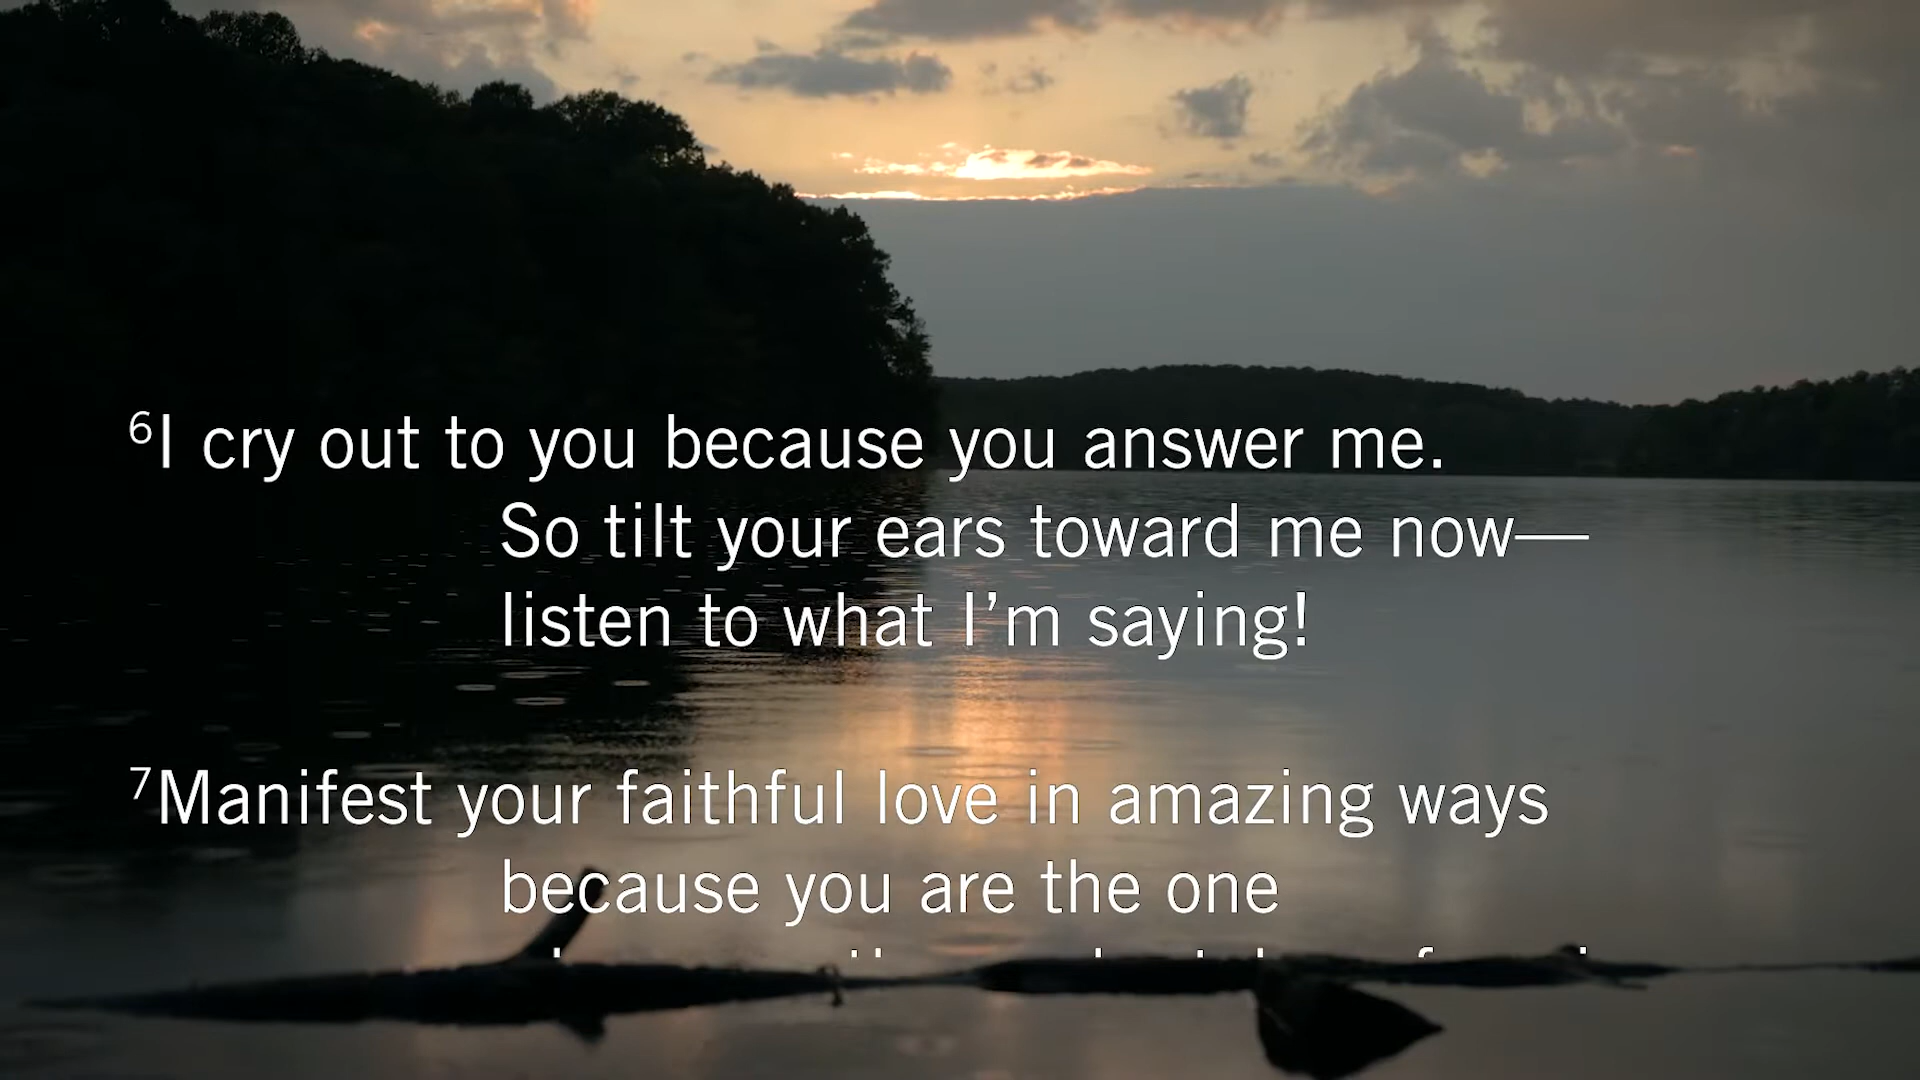 ⁶I cry out to you because you answer me.
So tilt your ears toward me now—
listen to what I’m saying!
⁷Manifest your faithful love in amazing ways
because you are the one